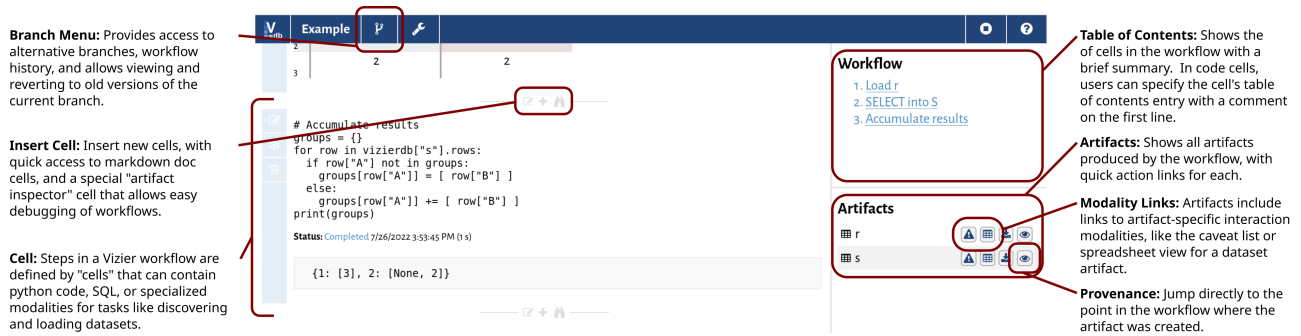 Branch Menu: Provides access to
alternative branches, workflow
history, and allows viewing and
reverting to old versions of the
current branch.
Insert Cell: Insert new cells, with
quick access to markdown doc
cells, and a special "artifact
inspector" cell that allows easy
debugging of workflows.
Cell: Steps in a Vizier workflow are
defined by "cells" that can contain
python code, SQL, or specialized
modalities for tasks like discovering
and loading datasets.
V db Example
2
2 2
3
# Accumulate results
groups = {}
for row in vizierdb["s"].rows:
if row["A"] not in groups:
groups[row["A"]] = [ row["B"] ]
else:
groups[row["A"]] += [ row["B"] ]
print(groups)
Status: Completed 7/26/2022 3:53:45 PM (1 s)
{1: [3], 2: [None, 2]}
Workflow
1. Load r
2. SELECT into S
3. Accumulate results
Artifacts
r
s
Table of Contents: Shows the
of cells in the workflow with a
brief summary. In code cells,
users can specify the cell's table
of contents entry with a comment
on the first line.
Artifacts: Shows all artifacts
produced by the workflow, with
quick action links for each.
Modality Links: Artifacts include
links to artifact-specific interaction
modalities, like the caveat list or
spreadsheet view for a dataset
artifact.
Provenance: Jump directly to the
point in the workflow where the
artifact was created.